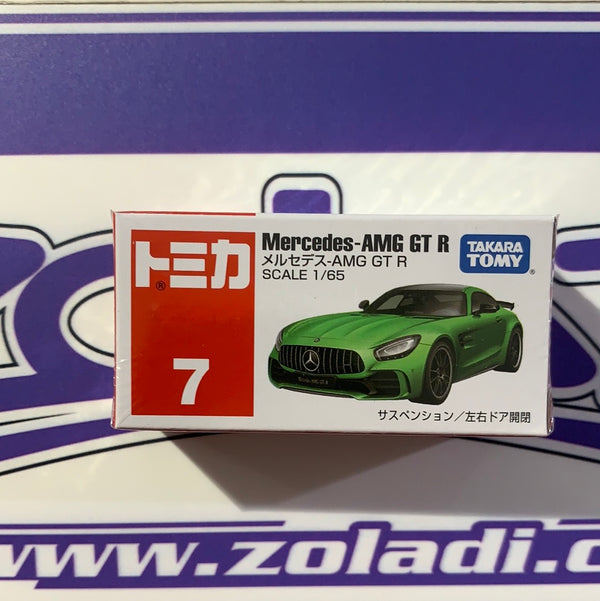 トミカ
®
7
Mercedes-AMG GT R
メルセデス-AMG GT R
SCALE 1/65
TAKARA
TOMY®
サスペンション／左右ドア開閉
www.zoladi.c